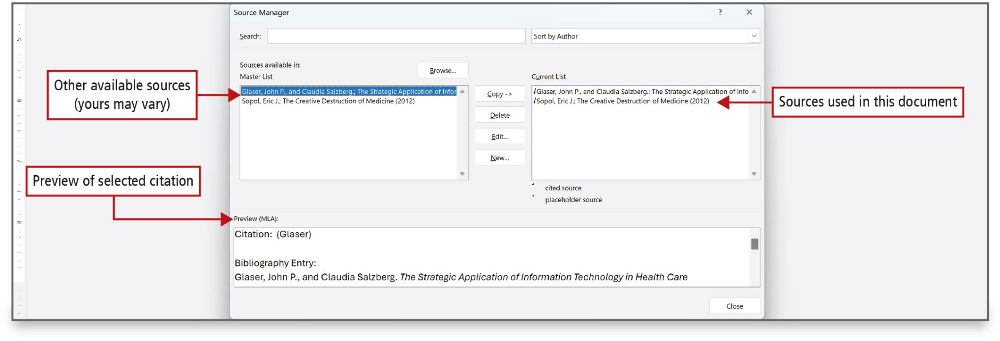 Source Manager
?
Search:
Sort by Author
Sources available in:
Master List
Browse...
Current List
Glaser, John P., and Claudia Salzberg.; The Strategic Application of Infor
Sopol, Eric J.; The Creative Destruction of Medicine (2012)
Copy ->
Delete
Edit...
New...
√Glaser, John P., and Claudia Salzberg.; The Strategic Application of Info
√Sopol, Eric J.; The Creative Destruction of Medicine (2012)
√ cited source
? placeholder source
Preview (MLA):
Citation: (Glaser)
Bibliography Entry:
Glaser, John P., and Claudia Salzberg. The Strategic Application of Information Technology in Health Care
Close
Other available sources
(yours may vary)
Preview of selected citation
Sources used in this document
5
6
7
8